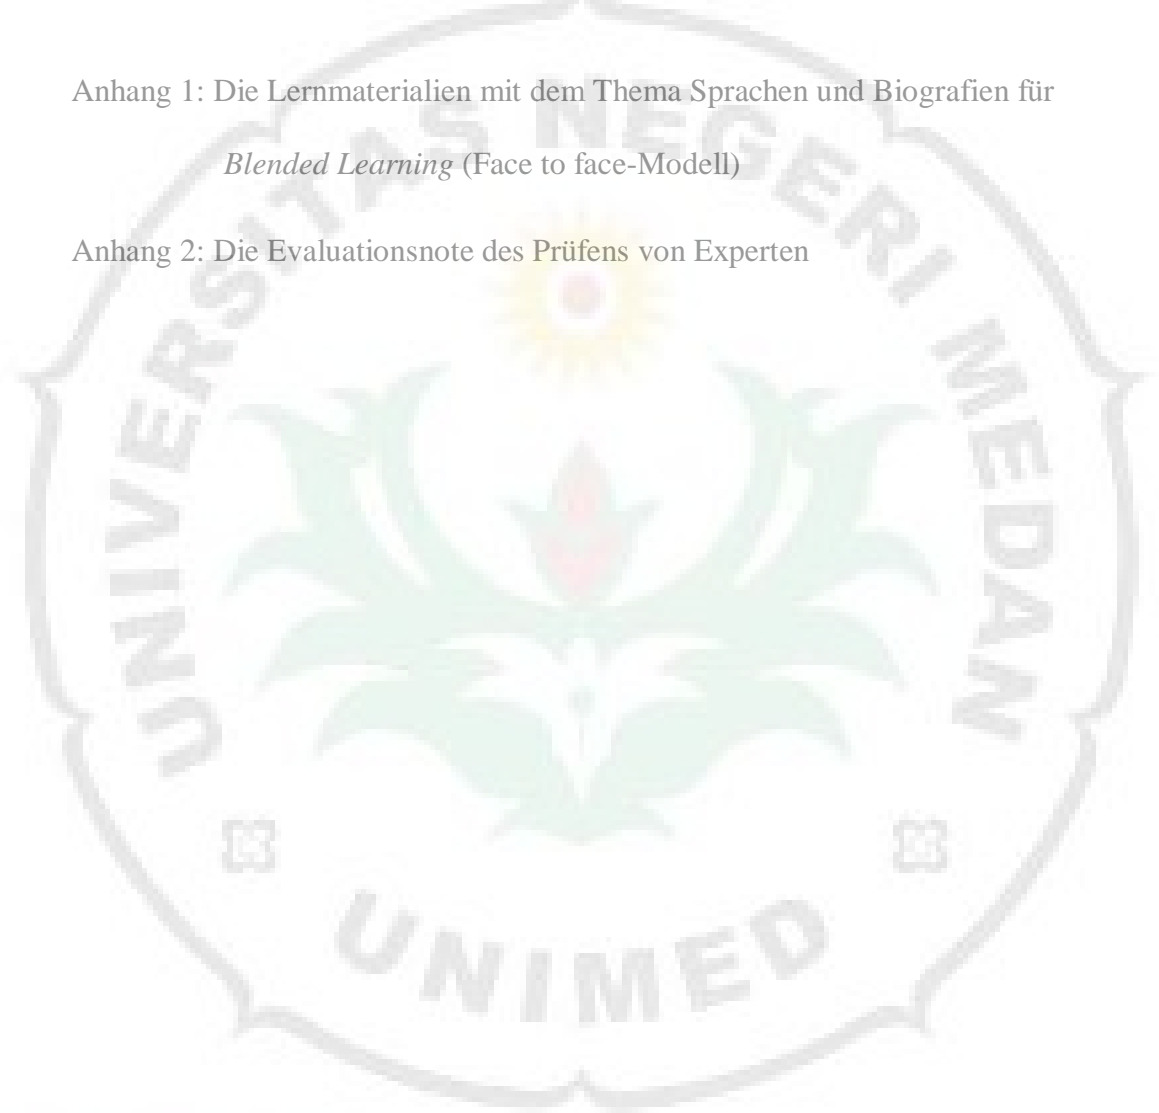 Anhang 1: Die Lernmaterialien mit dem Thema Sprachen und Biografien für
Blended Learning (Face to face-Modell)
Anhang 2: Die Evaluationsnote des Prüfens von Experten
UNIVERSITAS NEGERI MEDAN
UNIMED